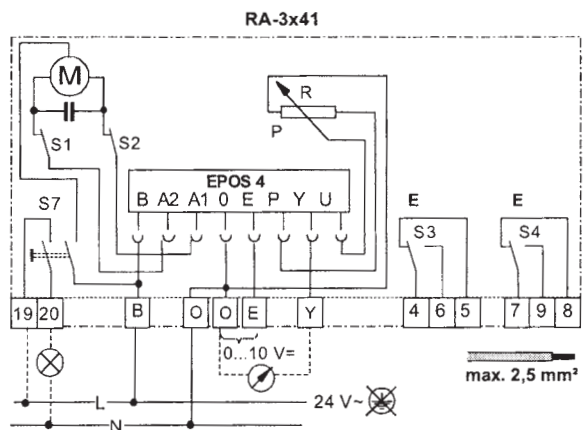 RA-3x41
M
R
P
S1
S2
EPOS 4
B A2 A1 0 E P Y U
S7
E
E
S3
S4
19 20 B O O E Y 4 6 5 7 9 8
0...10 V=
max. 2,5 mm²
L
24 V~
N